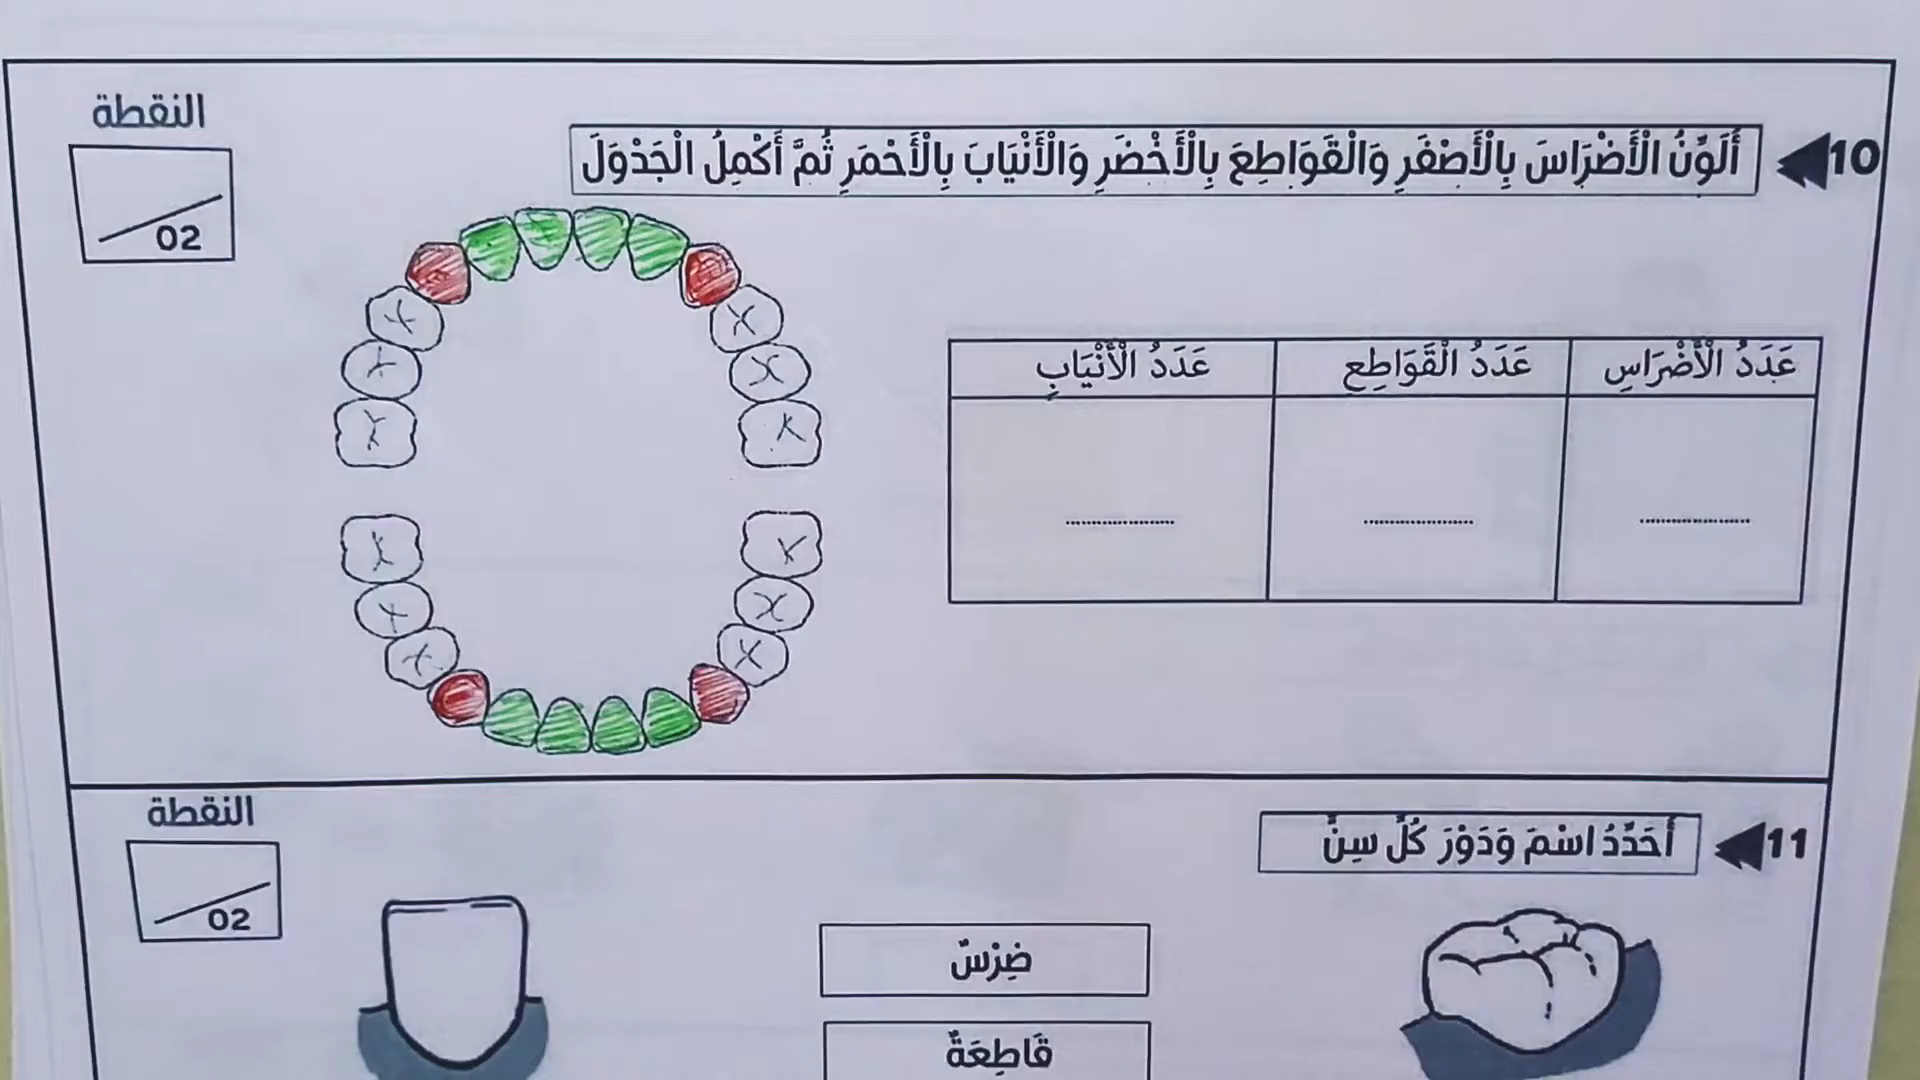 النقطة
10 أُلَوِّنُ الْأَضْرَاسَ بِالْأَصْفَرِ وَالْقَوَاطِعَ بِالْأَخْضَرِ وَالْأَنْيَابَ بِالْأَحْمَرِ ثُمَّ أَكْمِلُ الْجَدْوَلَ
02
عَدَدُ الْأَضْرَاسِ عَدَدُ الْقَوَاطِعِ عَدَدُ الْأَنْيَابِ
.................... .................... ....................
النقطة
11 أُحَدِّدُ اسْمَ وَدَوْرَ كُلِّ سِنٍّ
02
ضِرْسٌ
قَاطِعَةٌ